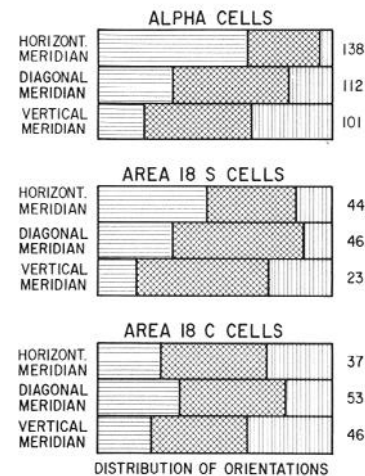 ALPHA CELLS
HORIZONT.
MERIDIAN 138
DIAGONAL
MERIDIAN 112
VERTICAL
MERIDIAN 101
AREA 18 S CELLS
HORIZONT.
MERIDIAN 44
DIAGONAL
MERIDIAN 46
VERTICAL
MERIDIAN 23
AREA 18 C CELLS
HORIZONT.
MERIDIAN 37
DIAGONAL
MERIDIAN 53
VERTICAL
MERIDIAN 46
DISTRIBUTION OF ORIENTATIONS